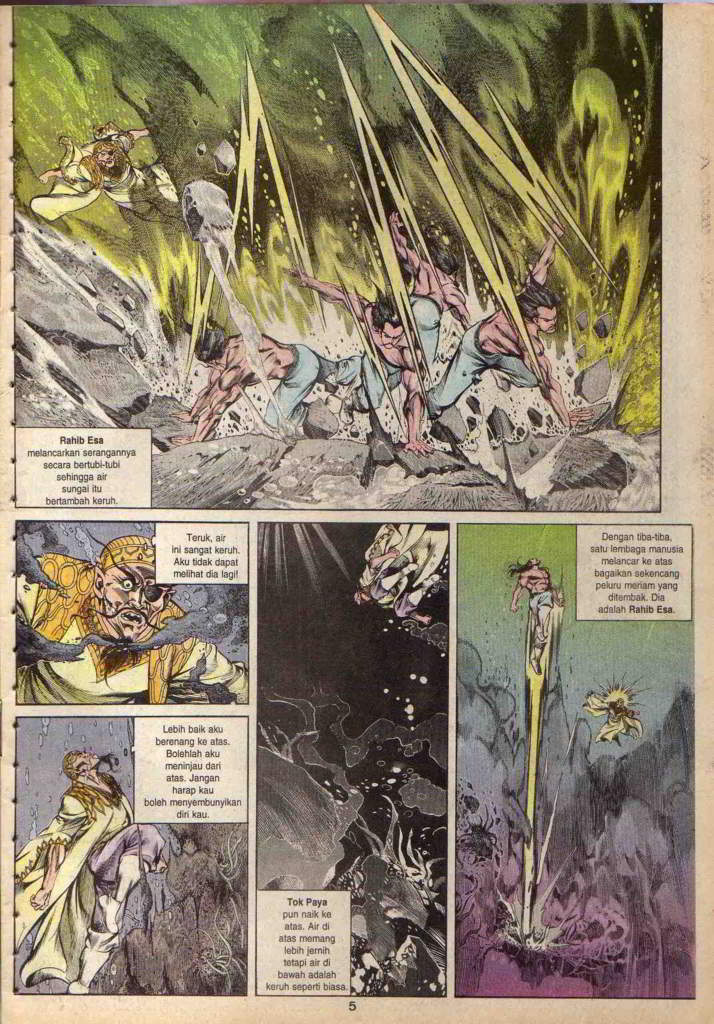 Rahib Esa
melancarkan serangannya
secara bertubi-tubi
sehingga air
sungai itu
bertambah keruh.
Teruk, air
ini sangat keruh.
Aku tidak dapat
melihat dia lagi!
Lebih baik aku
berenang ke atas.
Bolehlah aku
meninjau dari
atas. Jangan
harap kau
boleh menyembunyikan
diri kau.
Tok Paya
pun naik ke
atas. Air di
atas memang
lebih jernih
tetapi air di
bawah adalah
keruh seperti biasa.
Dengan tiba-tiba,
satu lembaga manusia
melancar ke atas
bagaikan sekencang
peluru meriam yang
ditembak. Dia
adalah Rahib Esa.
5